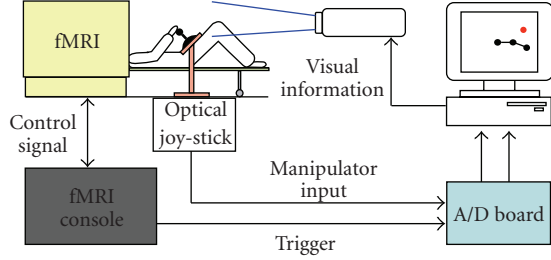 fMRI
Visual
information
Control
signal
Optical
joy-stick
fMRI
console
Manipulator
input
A/D board
Trigger